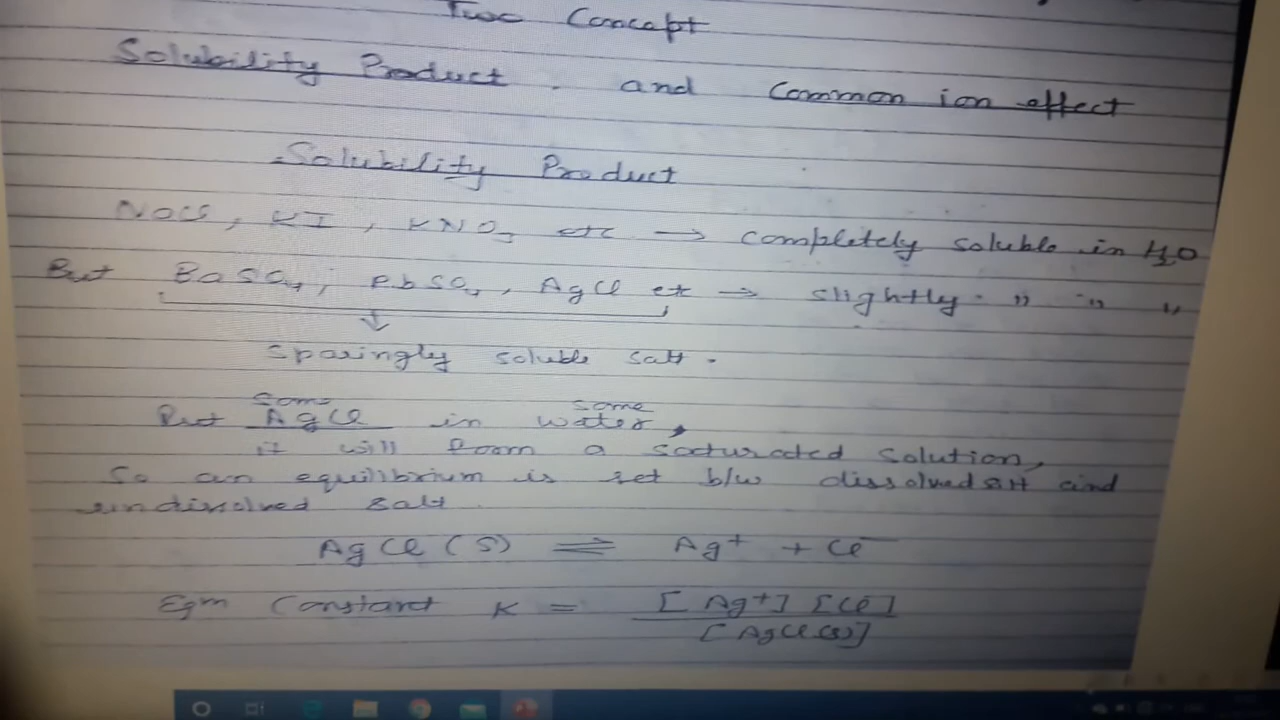 Two Concept
Solubility Product . and Common ion effect
Solubility Product
NaCl, KI, KNO3 etc → completely soluble in H2O
But BaSO4, PbSO4, AgCl etc → slightly " " "
↓
sparingly soluble salt.
some some
Put AgCl in water,
it will form a saturated solution,
So an equilibrium is set b/w dissolved salt and
undissolved salt
AgCl (s) ⇌ Ag+ + Cl-
Eqm Constant K = [Ag+] [Cl-]
[AgCl(s)]